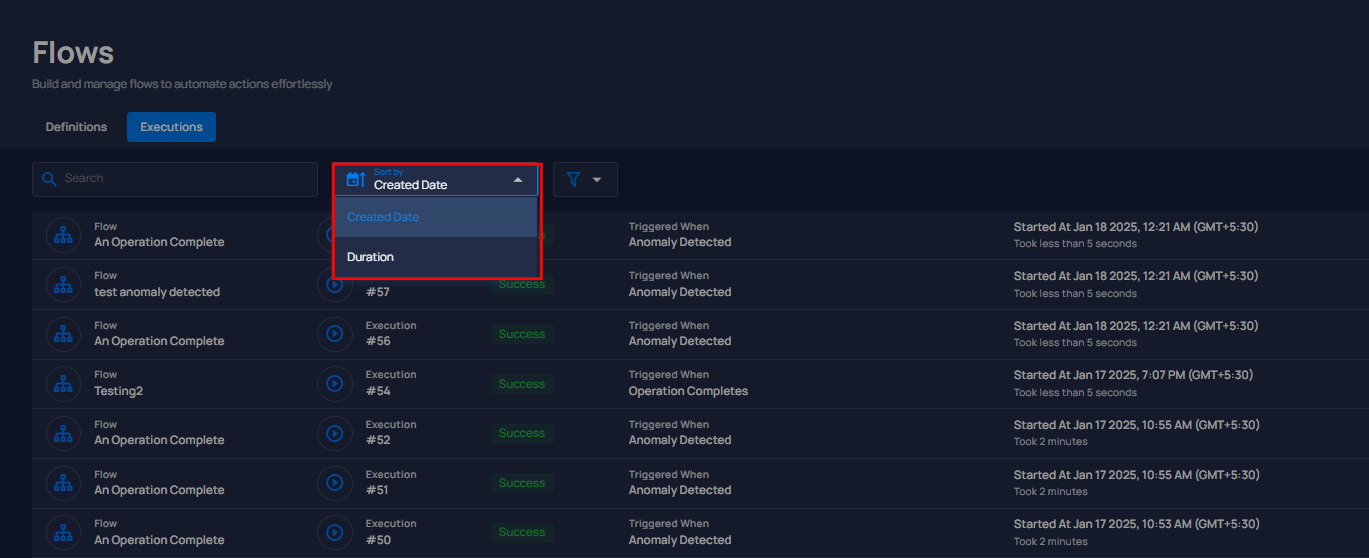 Flows
Build and manage flows to automate actions effortlessly
Definitions
Executions
Search
Sort by
Created Date
Created Date
Duration
Flow
An Operation Complete
Triggered When
Anomaly Detected
Started At Jan 18 2025, 12:21 AM (GMT+5:30)
Took less than 5 seconds
Flow
test anomaly detected
#57
Success
Triggered When
Anomaly Detected
Started At Jan 18 2025, 12:21 AM (GMT+5:30)
Took less than 5 seconds
Flow
An Operation Complete
Execution
#56
Success
Triggered When
Anomaly Detected
Started At Jan 18 2025, 12:21 AM (GMT+5:30)
Took less than 5 seconds
Flow
Testing2
Execution
#54
Success
Triggered When
Operation Completes
Started At Jan 17 2025, 7:07 PM (GMT+5:30)
Took less than 5 seconds
Flow
An Operation Complete
Execution
#52
Success
Triggered When
Anomaly Detected
Started At Jan 17 2025, 10:55 AM (GMT+5:30)
Took 2 minutes
Flow
An Operation Complete
Execution
#51
Success
Triggered When
Anomaly Detected
Started At Jan 17 2025, 10:55 AM (GMT+5:30)
Took 2 minutes
Flow
An Operation Complete
Execution
#50
Success
Triggered When
Anomaly Detected
Started At Jan 17 2025, 10:53 AM (GMT+5:30)
Took 2 minutes